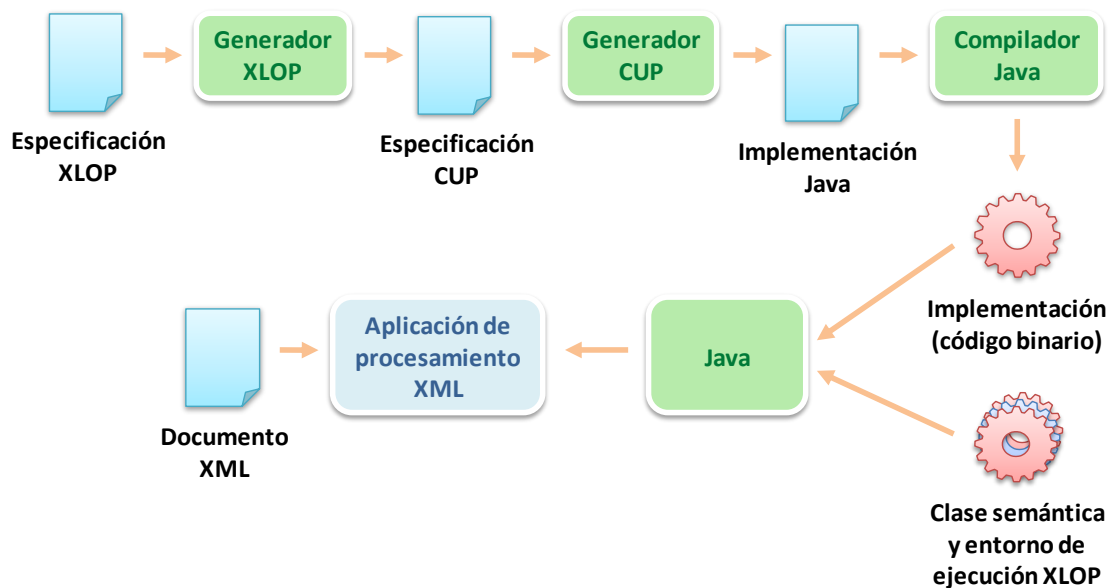 Generador
XLOP
Generador
CUP
Compilador
Java
Especificación
XLOP
Especificación
CUP
Implementación
Java
Implementación
(código binario)
Aplicación de
procesamiento
XML
Java
Documento
XML
Clase semántica
y entorno de
ejecución XLOP